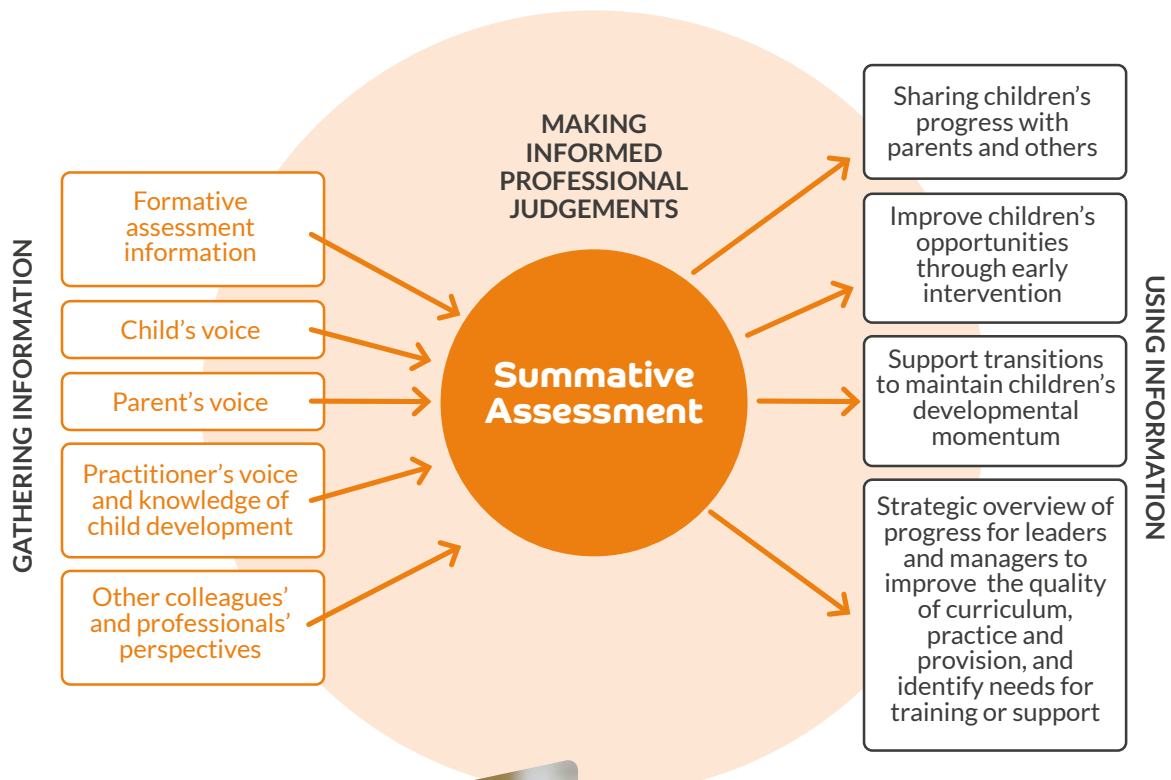 GATHERING INFORMATION
Formative
assessment
information
Child’s voice
Parent’s voice
Practitioner’s voice
and knowledge of
child development
Other colleagues’
and professionals’
perspectives
MAKING
INFORMED
PROFESSIONAL
JUDGEMENTS
Summative
Assessment
Sharing children’s
progress with
parents and others
Improve children’s
opportunities
through early
intervention
Support transitions
to maintain children’s
developmental
momentum
Strategic overview of
progress for leaders
and managers to
improve  the quality
of curriculum,
practice and
provision, and
identify needs for
training or support
USING INFORMATION